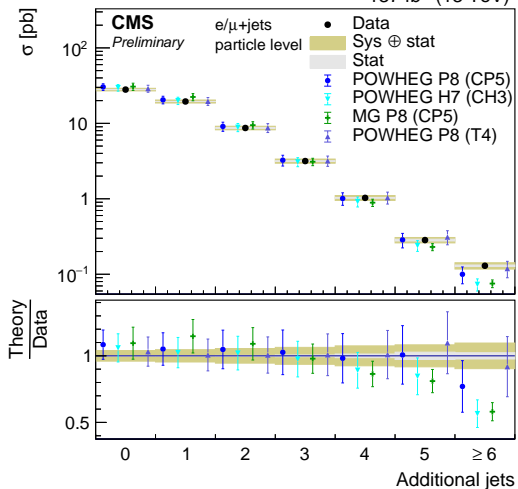 CMS
Preliminary
e/μ+jets
particle level
Data
Sys ⊕ stat
Stat
POWHEG P8 (CP5)
POWHEG H7 (CH3)
MG P8 (CP5)
POWHEG P8 (T4)
σ [pb]
10²
10
1
10⁻¹
Theory
Data
1
0.5
0 1 2 3 4 5 ≥ 6
Additional jets